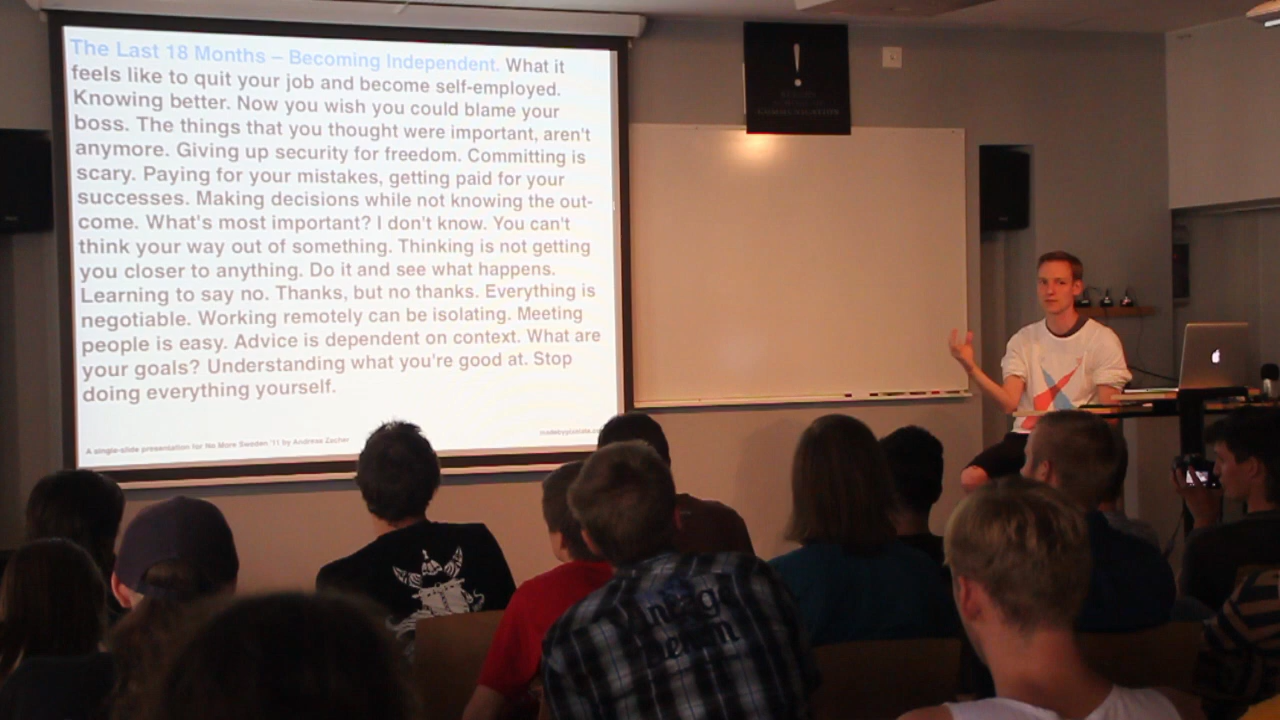 The Last 18 Months – Becoming Independent. What it
feels like to quit your job and become self-employed.
Knowing better. Now you wish you could blame your
boss. The things that you thought were important, aren't
anymore. Giving up security for freedom. Committing is
scary. Paying for your mistakes, getting paid for your
successes. Making decisions while not knowing the out-
come. What's most important? I don't know. You can't
think your way out of something. Thinking is not getting
you closer to anything. Do it and see what happens.
Learning to say no. Thanks, but no thanks. Everything is
negotiable. Working remotely can be isolating. Meeting
people is easy. Advice is dependent on context. What are
your goals? Understanding what you're good at. Stop
doing everything yourself.
A single-slide presentation for No More Sweden '11 by Andreas Zecher
!
COMMUNICATION